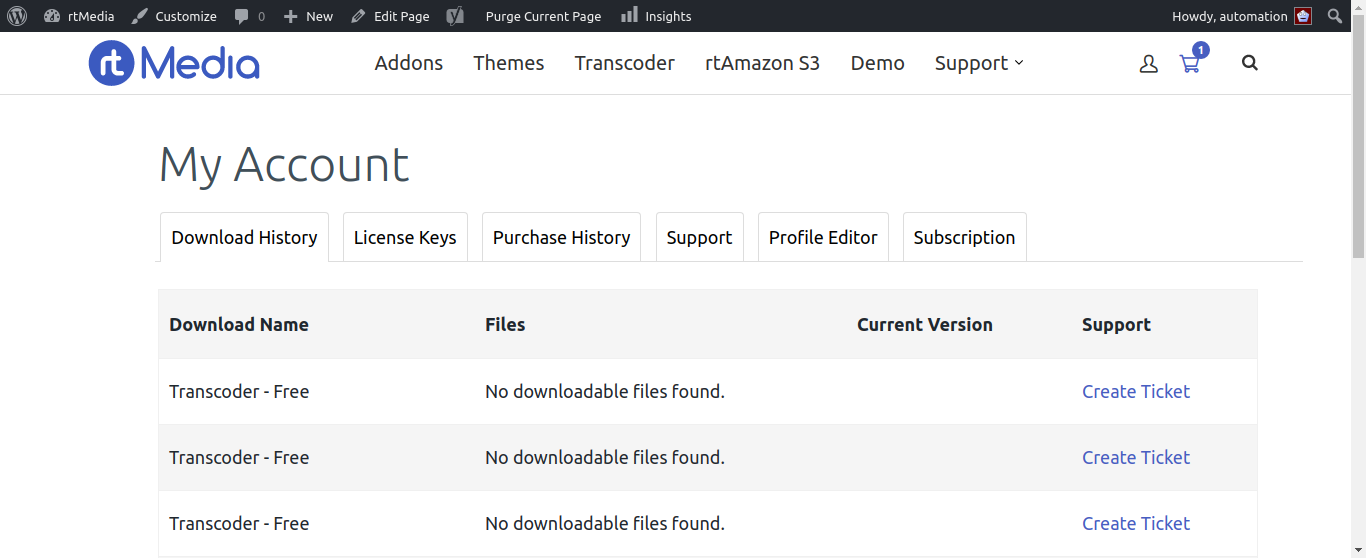 rtMedia Customize 0 New Edit Page Purge Current Page Insights Howdy, automation
rtMedia Addons Themes Transcoder rtAmazon S3 Demo Support 1
My Account
Download History License Keys Purchase History Support Profile Editor Subscription
Download Name Files Current Version Support
Transcoder - Free No downloadable files found. Create Ticket
Transcoder - Free No downloadable files found. Create Ticket
Transcoder - Free No downloadable files found. Create Ticket